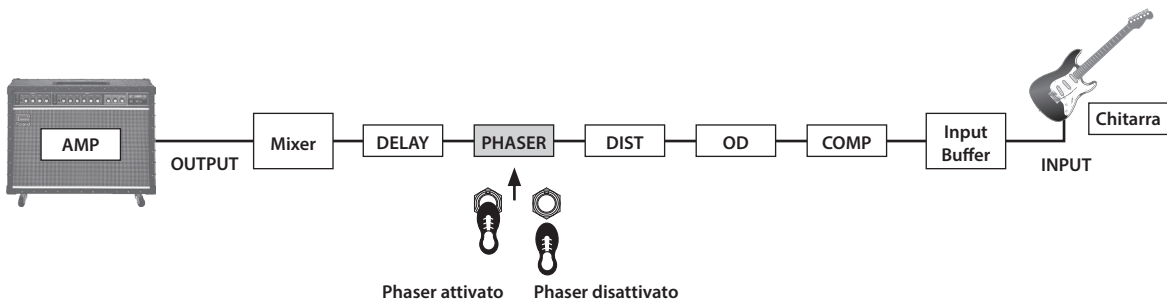 AMP
OUTPUT
Mixer
DELAY
PHASER
DIST
OD
COMP
Input
Buffer
INPUT
Chitarra
Phaser attivato
Phaser disattivato